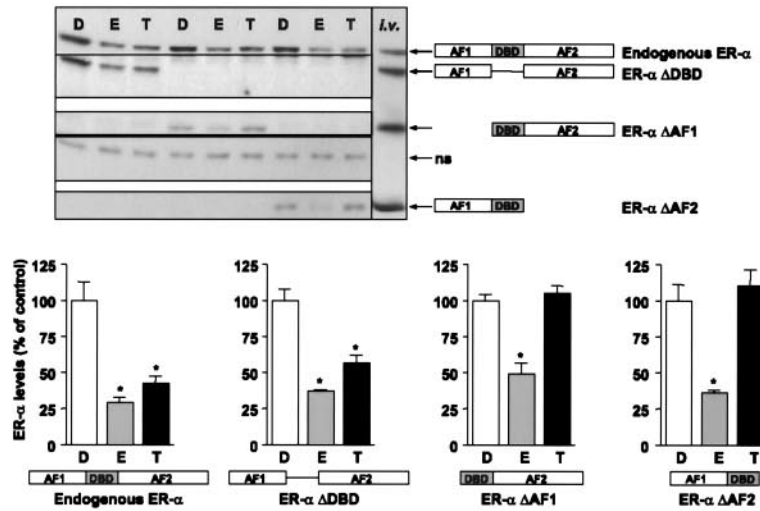 D E T D E T D E T i.v.
AF1 DBD AF2 Endogenous ER-α
AF1 AF2 ER-α ΔDBD
DBD AF2 ER-α ΔAF1
ns
AF1 DBD ER-α ΔAF2
ER-α levels (% of control)
125 125 125 125
100 100 100 100
75 75 75 75
50 50 50 50
25 25 25 25
0 0 0 0
* * * * * *
D E T D E T D E T D E T
AF1 DBD AF2 AF1 AF2 DBD AF2 AF1 DBD
Endogenous ER-α ER-α ΔDBD ER-α ΔAF1 ER-α ΔAF2